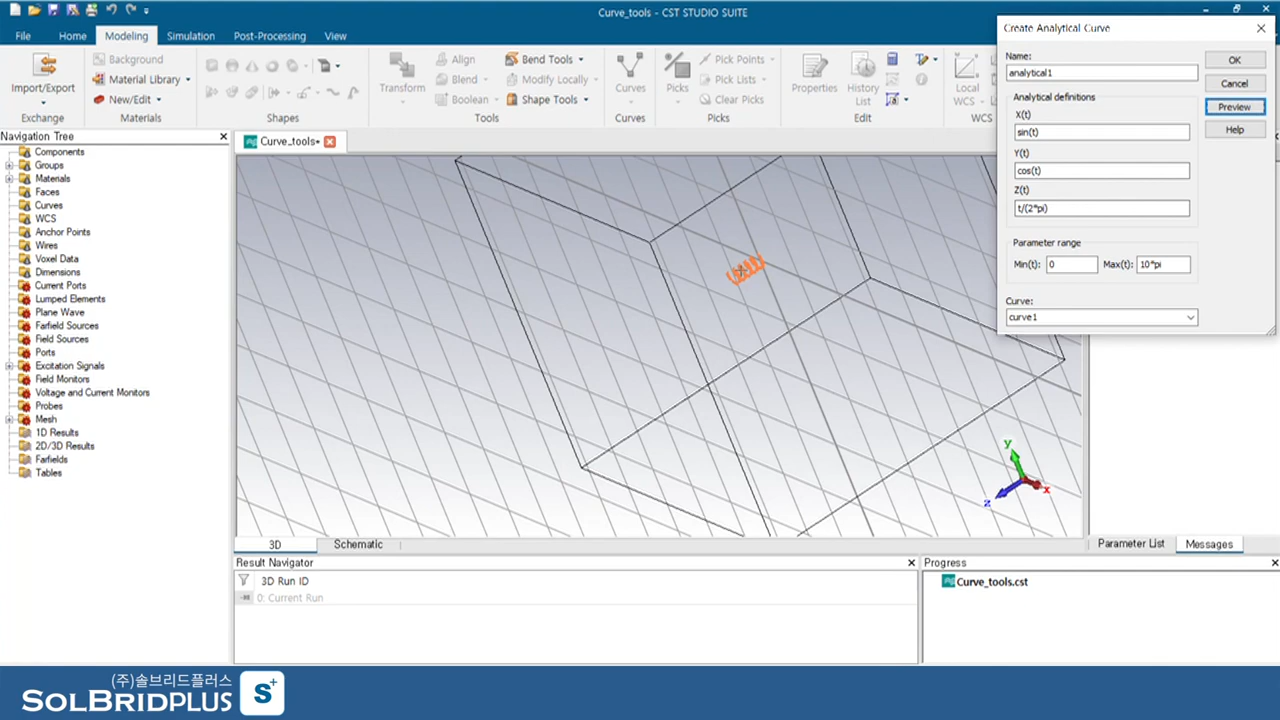 Curve_tools - CST STUDIO SUITE
File Home Modeling Simulation Post-Processing View
Import/Export
Exchange
Background
Material Library
New/Edit
Materials
Shapes
Transform
Align
Blend
Boolean
Bend Tools
Modify Locally
Shape Tools
Tools
Curves
Curves
Picks
Pick Points
Pick Lists
Clear Picks
Picks
Properties
History
List
Edit
Local
WCS
WCS
Create Analytical Curve
Name:
analytical1
Analytical definitions
X(t)
sin(t)
Y(t)
cos(t)
Z(t)
t/(2*pi)
Parameter range
Min(t): 0 Max(t): 10*pi
Curve:
curve1
OK
Cancel
Preview
Help
Navigation Tree
Components
Groups
Materials
Faces
Curves
WCS
Anchor Points
Wires
Voxel Data
Dimensions
Current Ports
Lumped Elements
Plane Wave
Farfield Sources
Field Sources
Ports
Excitation Signals
Field Monitors
Voltage and Current Monitors
Probes
Mesh
1D Results
2D/3D Results
Farfields
Tables
Curve_tools*
y
x
z
3D Schematic
Parameter List Messages
Result Navigator
3D Run ID
0: Current Run
Progress
Curve_tools.cst
(주)솔브리드플러스
SOLBRIDPLUS
S+